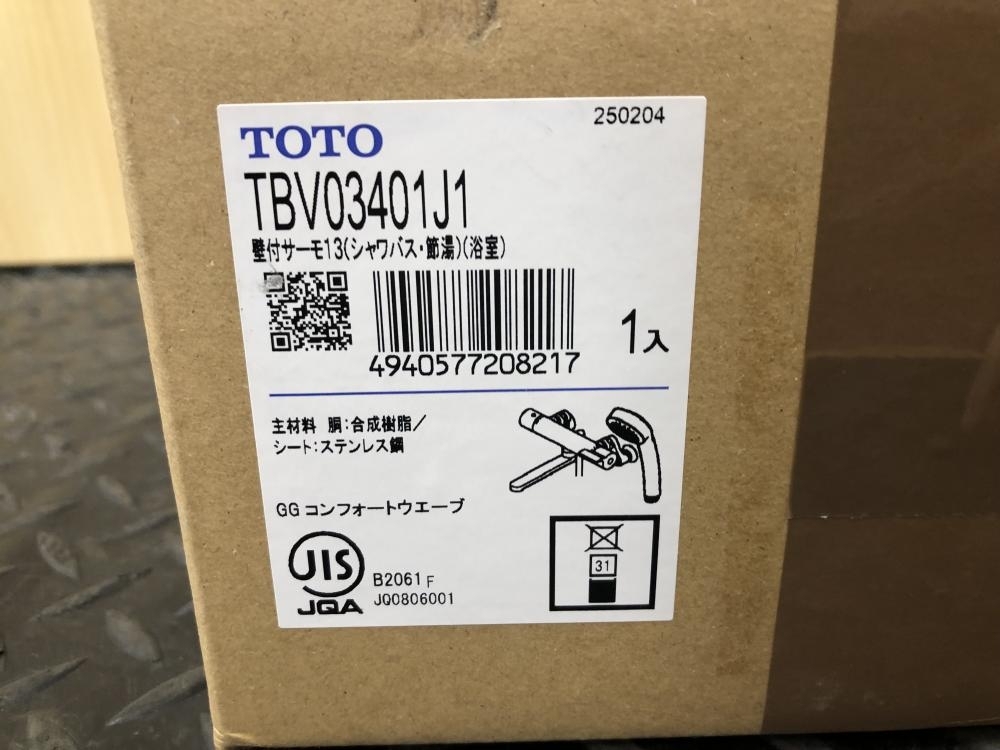 250204
TOTO
TBV03401J1
壁付サーモ13(シャワバス・節湯)(浴室)
4940577208217
1入
主材料 胴:合成樹脂/
シート:ステンレス鋼
GG コンフォートウエーブ
JIS
JQA
B2061 F
JQ0806001
31